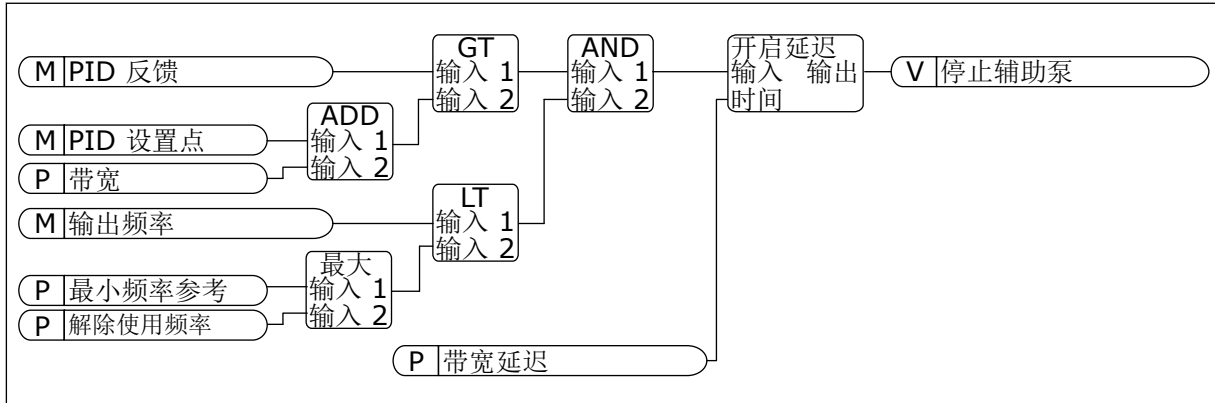 GT
输入 1
输入 2
AND
输入 1
输入 2
开启延迟
输入 输出
时间
M PID 反馈
V 停止辅助泵
ADD
输入 1
输入 2
M PID 设置点
P 带宽
LT
输入 1
输入 2
M 输出频率
最大
输入 1
输入 2
P 最小频率参考
P 解除使用频率
P 带宽延迟